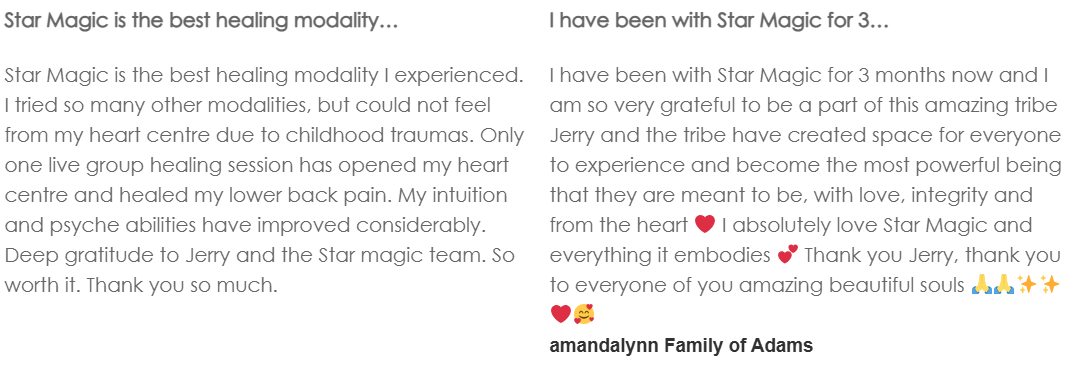 Star Magic is the best healing modality...
Star Magic is the best healing modality I experienced.
I tried so many other modalities, but could not feel
from my heart centre due to childhood traumas. Only
one live group healing session has opened my heart
centre and healed my lower back pain. My intuition
and psyche abilities have improved considerably.
Deep gratitude to Jerry and the Star magic team. So
worth it. Thank you so much.
I have been with Star Magic for 3...
I have been with Star Magic for 3 months now and I
am so very grateful to be a part of this amazing tribe
Jerry and the tribe have created space for everyone
to experience and become the most powerful being
that they are meant to be, with love, integrity and
from the heart ❤️ I absolutely love Star Magic and
everything it embodies 💕 Thank you Jerry, thank you
to everyone of you amazing beautiful souls 🙏🙏✨✨
❤️🥰
amandalynn Family of Adams